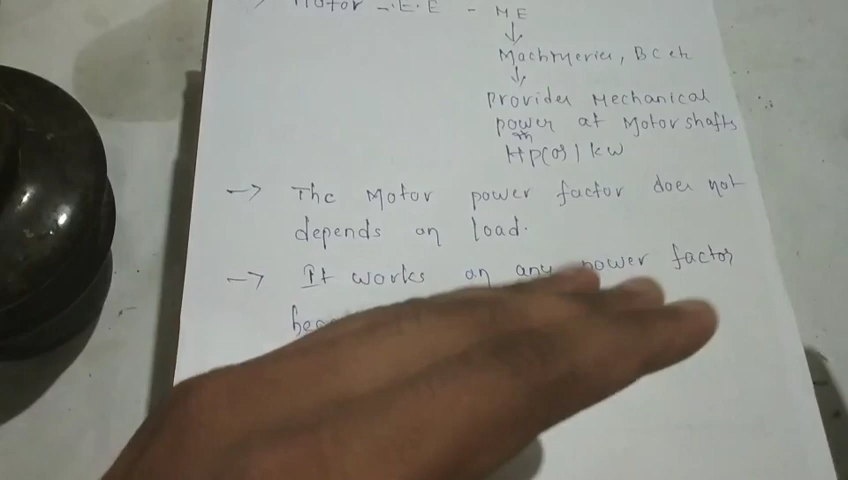 Motor - E.E - M E
↓
Machineries, BC etc
↓
Provides Mechanical
power at Motor shafts
in
Hp(or) kw
→ The Motor power factor does not
depends on load.
→ It works on any power factor